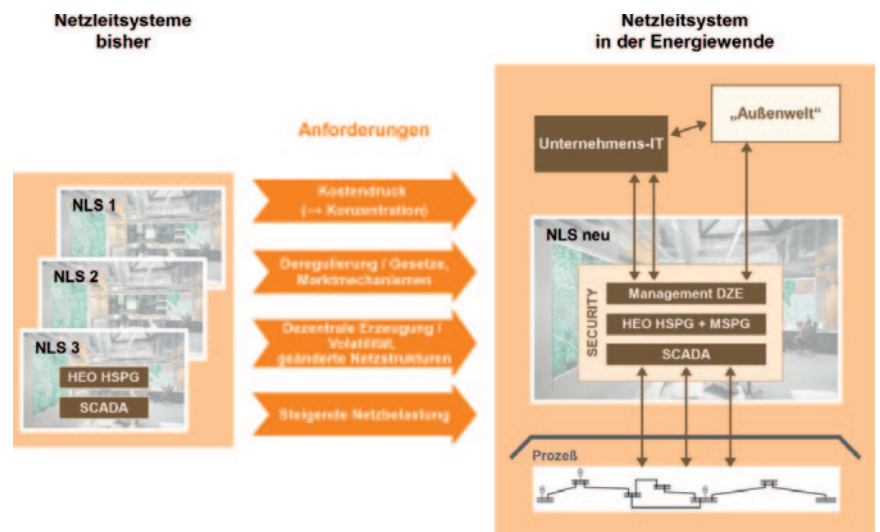 Netzleitsysteme
bisher
Netzleitsystem
in der Energiewende
Anforderungen
Kostendruck
(→ Konzentration)
Deregulierung / Gesetze,
Marktmechanismen
Dezentrale Erzeugung /
Volatilität,
geänderte Netzstrukturen
Steigende Netzbelastung
NLS 1
NLS 2
NLS 3
HEO HSPG
SCADA
Unternehmens-IT
„Außenwelt“
NLS neu
SECURITY
Management DZE
HEO HSPG + MSPG
SCADA
Prozeß